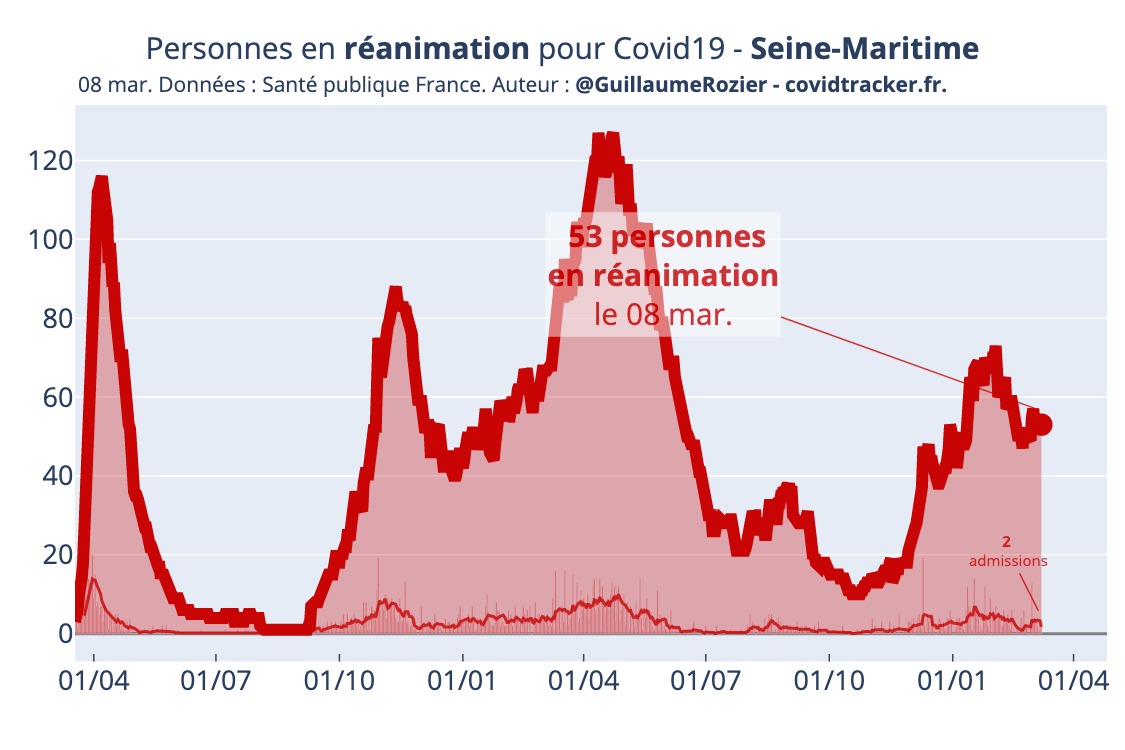 Personnes en réanimation pour Covid19 - Seine-Maritime
08 mar. Données : Santé publique France. Auteur : @GuillaumeRozier - covidtracker.fr.
120
100
80
60
40
20
0
53 personnes
en réanimation
le 08 mar.
2
admissions
01/04 01/07 01/10 01/01 01/04 01/07 01/10 01/01 01/04